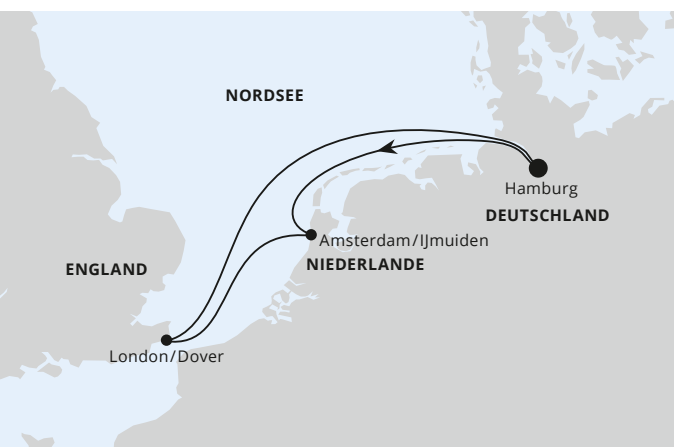 NORDSEE
Hamburg
DEUTSCHLAND
Amsterdam/IJmuiden
NIEDERLANDE
ENGLAND
London/Dover